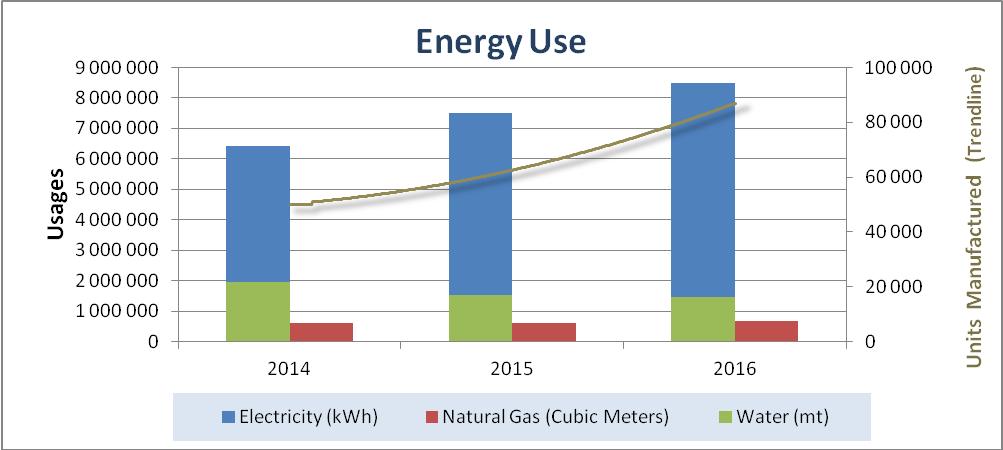 Energy Use
Usages
9 000 000
8 000 000
7 000 000
6 000 000
5 000 000
4 000 000
3 000 000
2 000 000
1 000 000
0
100 000
80 000
60 000
40 000
20 000
0
Units Manufactured (Trendline)
2014 2015 2016
Electricity (kWh) Natural Gas (Cubic Meters) Water (mt)